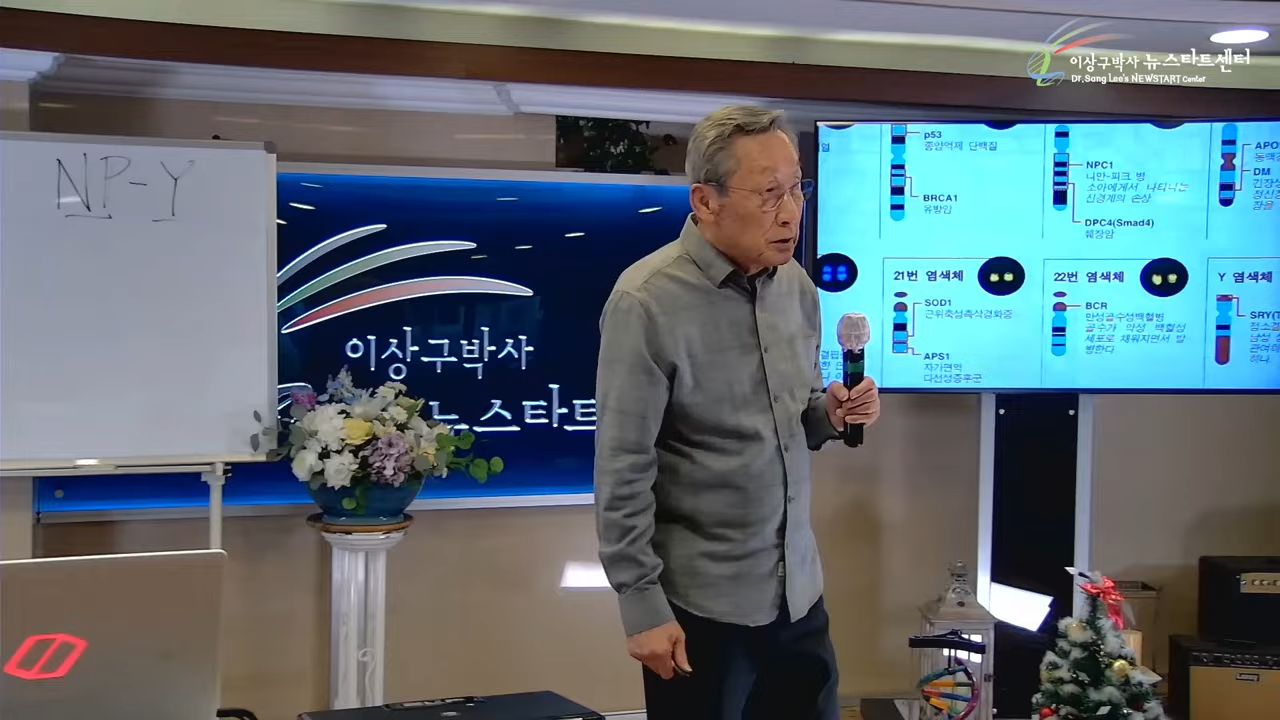 이상구박사 뉴스타트센터
Dr. Sang Lee's NEWSTART Center
NP-Y
이상구박사
뉴스타트
p53
종양억제 단백질
BRCA1
유방암
NPC1
니만-피크 병
소아에게서 나타나는
신경계의 손상
DPC4(Smad4)
췌장암
DM
21번 염색체
SOD1
근위축성측삭경화증
APS1
자가면역
다선성증후군
22번 염색체
BCR
만성골수성백혈병
골수가 악성 백혈성
세포로 채워지면서 발
병한다
Y 염색체